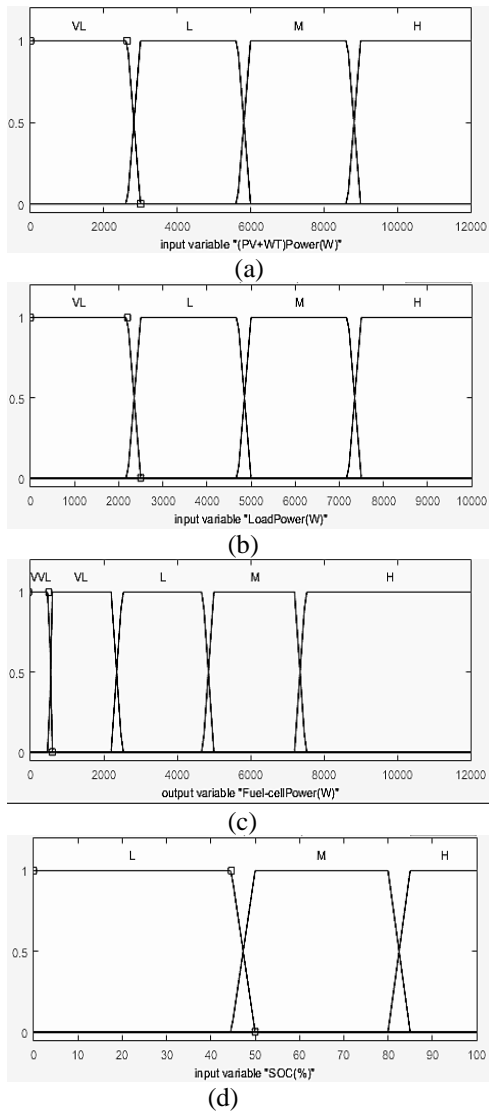 VL L M H
1
0.5
0
0 2000 4000 6000 8000 10000 12000
input variable "(PV+WT)Power(W)"
(a)
VL L M H
1
0.5
0
0 1000 2000 3000 4000 5000 6000 7000 8000 9000 10000
input variable "LoadPower(W)"
(b)
VVL VL L M H
1
0.5
0
0 2000 4000 6000 8000 10000 12000
output variable "Fuel-cellPower(W)"
(c)
L M H
1
0.5
0
0 10 20 30 40 50 60 70 80 90 100
input variable "SOC(%)"
(d)